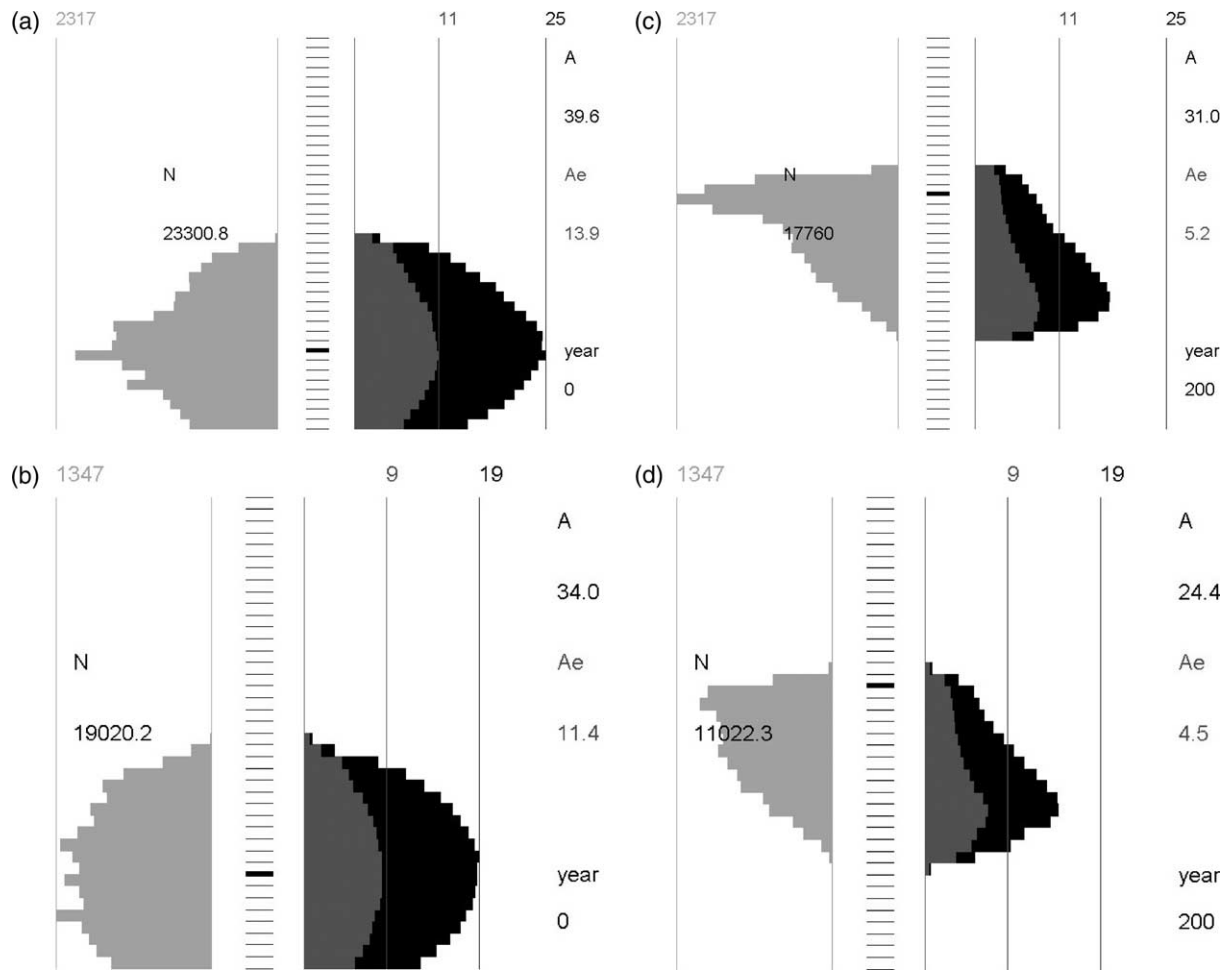 (a)
2317 11 25
A
39.6
N
Ae
23300.8
13.9
year
0
(c)
2317 11 25
A
31.0
N
Ae
17760
5.2
year
200
(b)
1347 9 19
A
34.0
N
Ae
19020.2
11.4
year
0
(d)
1347 9 19
A
24.4
N
Ae
11022.3
4.5
year
200